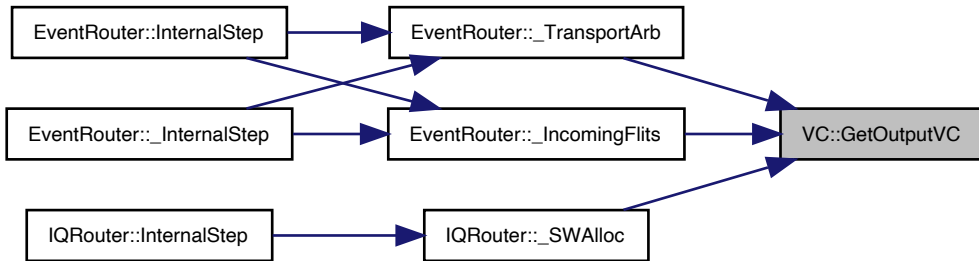 EventRouter::InternalStep
EventRouter::_TransportArb
EventRouter::_InternalStep
EventRouter::_IncomingFlits
VC::GetOutputVC
IQRouter::InternalStep
IQRouter::_SWAlloc